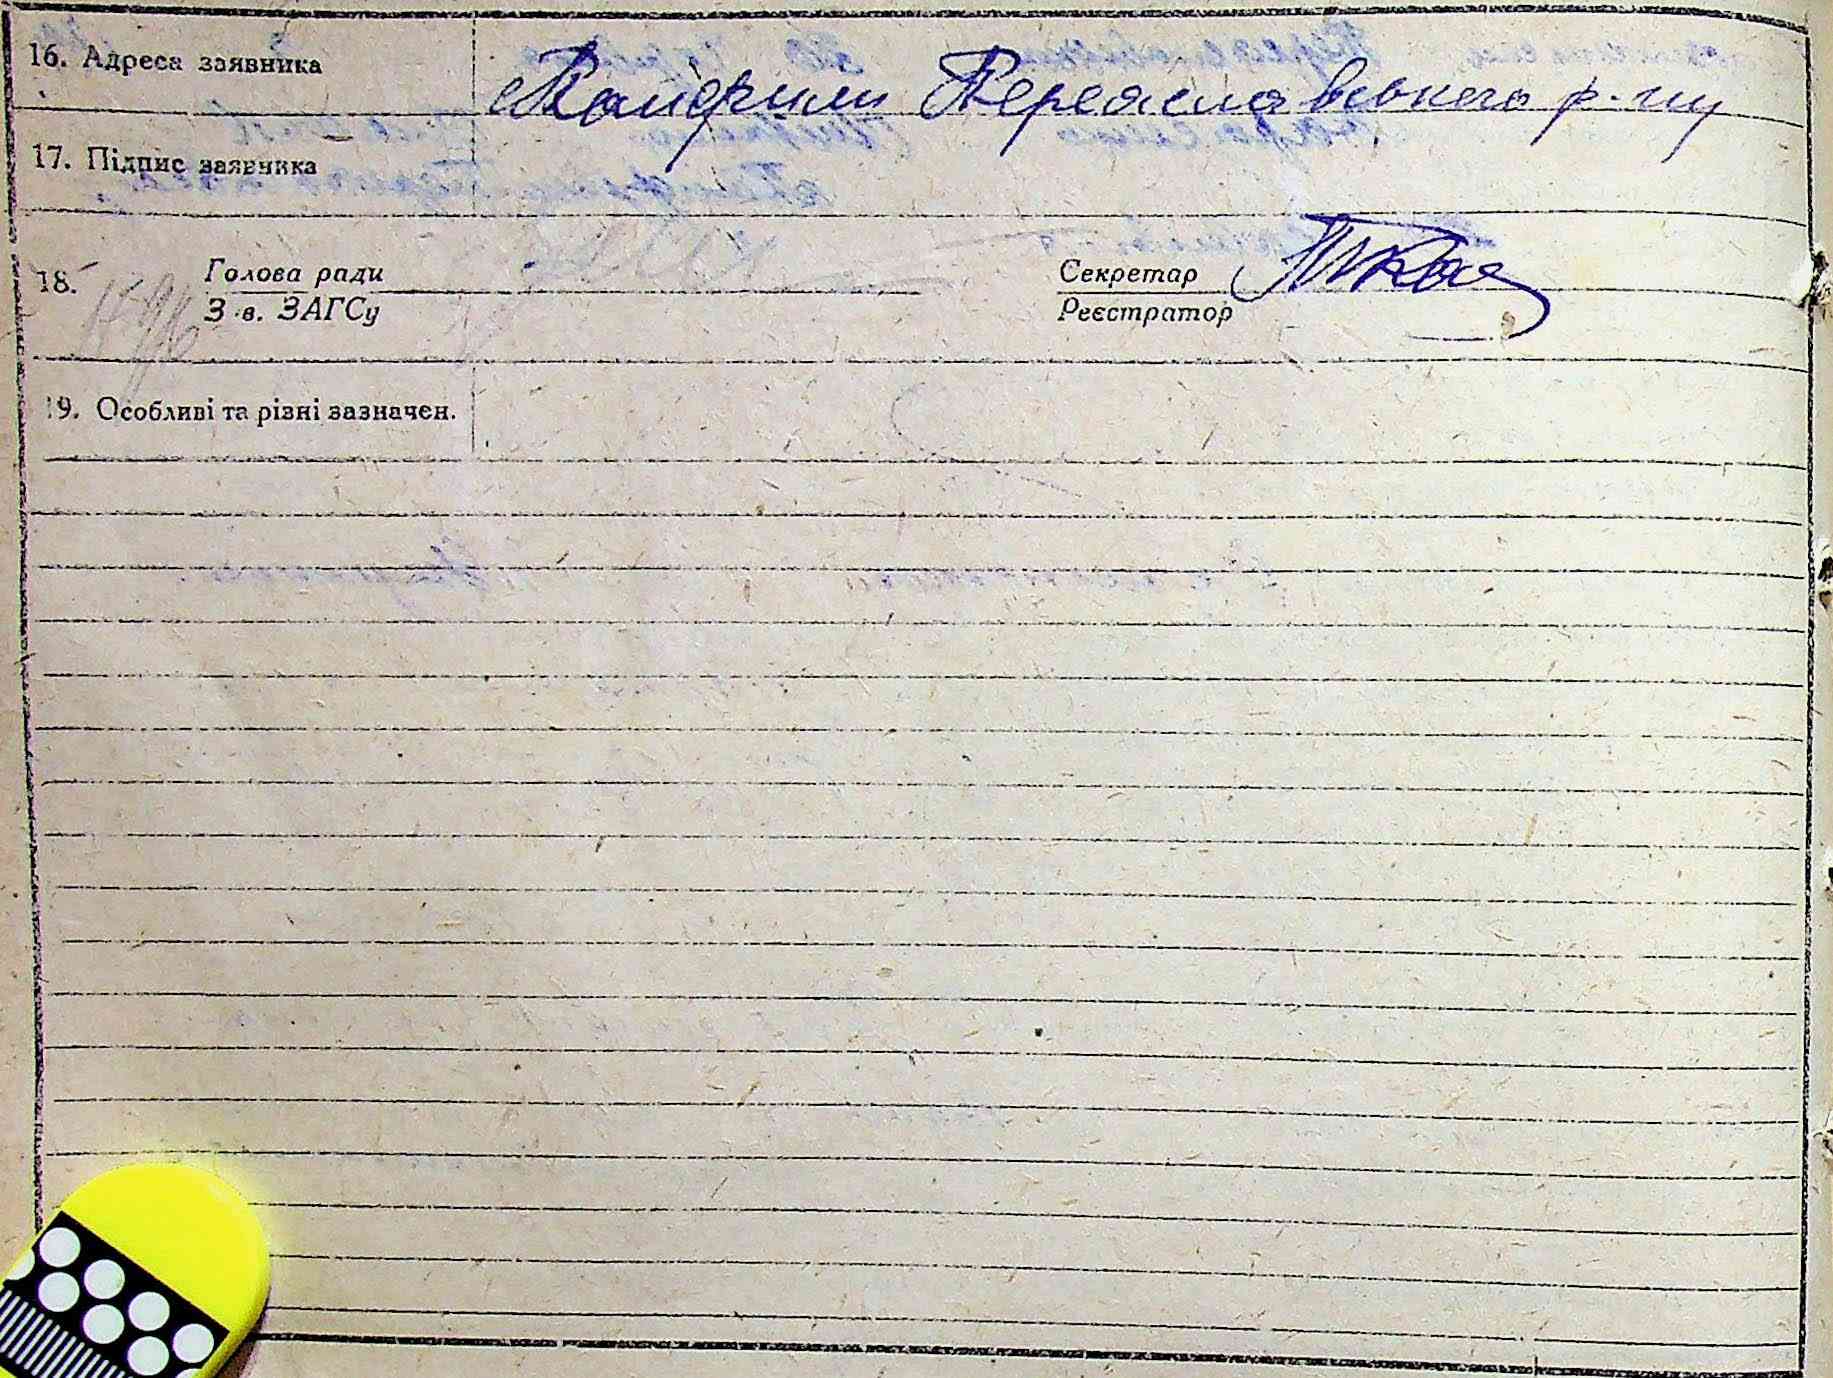 16. Адреса заявника Панфили Переяславського р-ну
17. Підпис заявника
18. Голова ради Секретар
З.в. ЗАГСу Реєстратор
19. Особливі та різні зазначен.